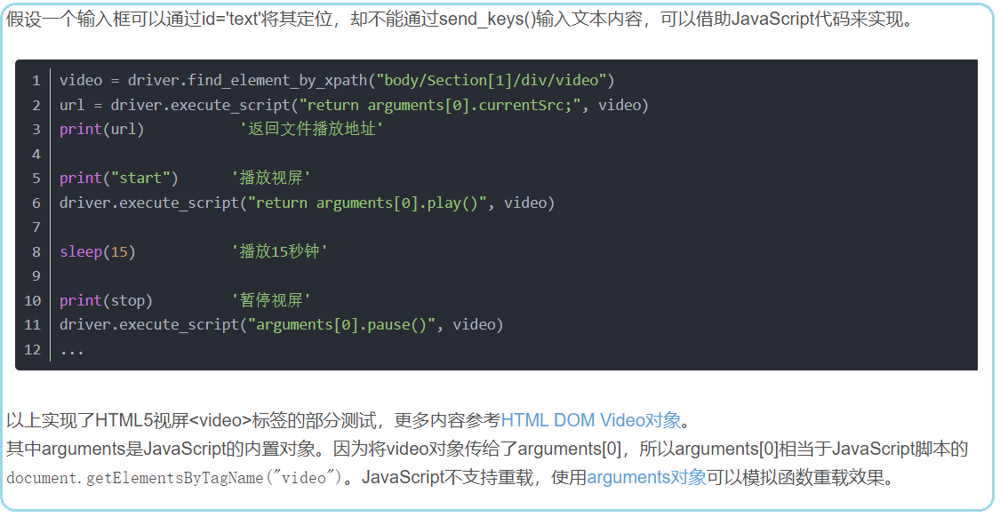 假设一个输入框可以通过id='text'将其定位，却不能通过send_keys()输入文本内容，可以借助JavaScript代码来实现。
1 video = driver.find_element_by_xpath("body/Section[1]/div/video")
2 url = driver.execute_script("return arguments[0].currentSrc;", video)
3 print(url) '返回文件播放地址'
4
5 print("start") '播放视屏'
6 driver.execute_script("return arguments[0].play()", video)
7
8 sleep(15) '播放15秒钟'
9
10 print(stop) '暂停视屏'
11 driver.execute_script("arguments[0].pause()", video)
12 ...
以上实现了HTML5视屏<video>标签的部分测试，更多内容参考HTML DOM Video对象。
其中arguments是JavaScript的内置对象。因为将video对象传给了arguments[0]，所以arguments[0]相当于JavaScript脚本的
document.getElementsByTagName("video")。JavaScript不支持重载，使用arguments对象可以模拟函数重载效果。